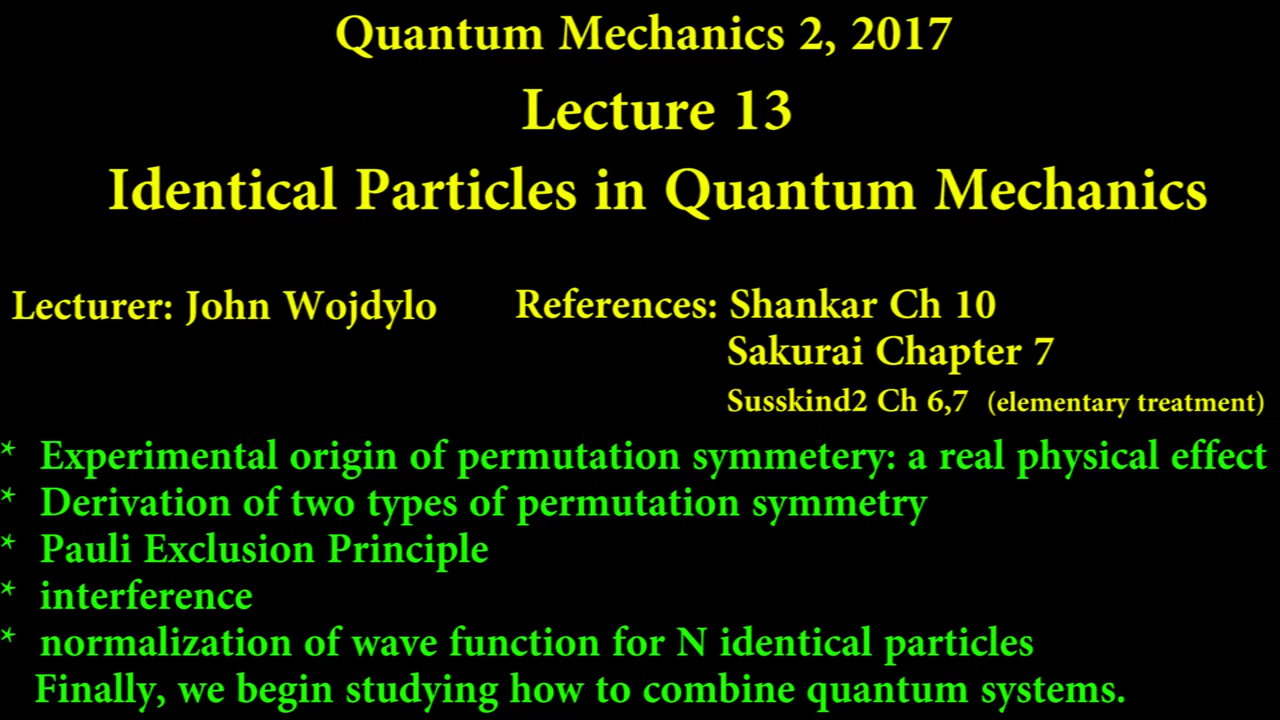 Quantum Mechanics 2, 2017
Lecture 13
Identical Particles in Quantum Mechanics
Lecturer: John Wojdylo References: Shankar Ch 10
Sakurai Chapter 7
Susskind2 Ch 6,7 (elementary treatment)
* Experimental origin of permutation symmetery: a real physical effect
* Derivation of two types of permutation symmetry
* Pauli Exclusion Principle
* interference
* normalization of wave function for N identical particles
Finally, we begin studying how to combine quantum systems.